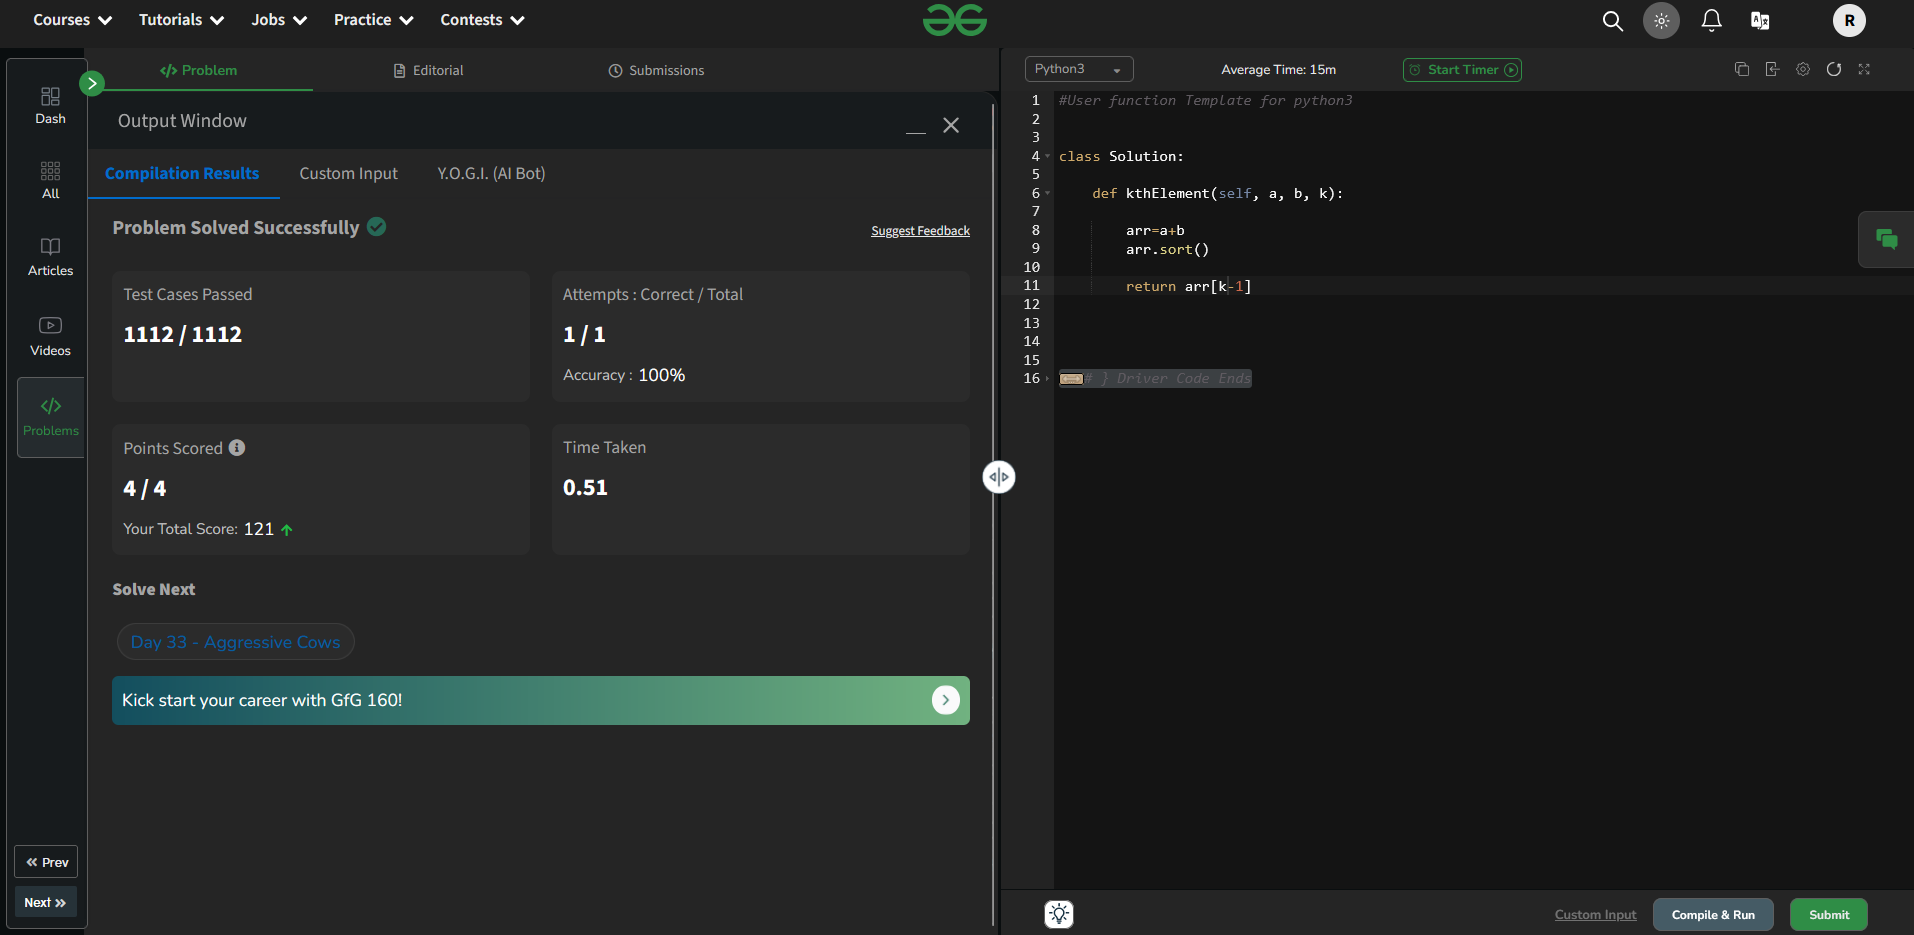 Courses Tutorials Jobs Practice Contests
R
Dash
All
Articles
Videos
Problems
Prev
Next
Problem Editorial Submissions
Output Window
Compilation Results Custom Input Y.O.G.I. (AI Bot)
Problem Solved Successfully
Suggest Feedback
Test Cases Passed
1112 / 1112
Attempts : Correct / Total
1 / 1
Accuracy : 100%
Points Scored
4 / 4
Your Total Score: 121
Time Taken
0.51
Solve Next
Day 33 - Aggressive Cows
Kick start your career with GfG 160!
Python3 Average Time: 15m Start Timer
1 #User function Template for python3
2
3
4 class Solution:
5
6 def kthElement(self, a, b, k):
7
8 arr=a+b
9 arr.sort()
10
11 return arr[k-1]
12
13
14
15
16 # } Driver Code Ends
Custom Input Compile & Run Submit